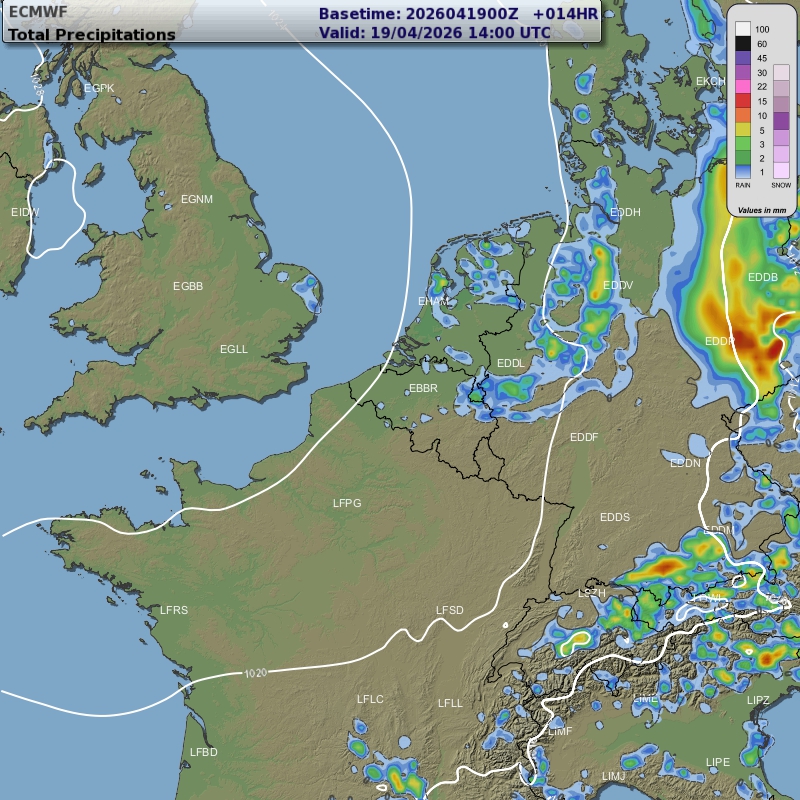 ECMWF
Basetime: 2026041900Z +014HR
Total Precipitations
Valid: 19/04/2026 14:00 UTC
100
60
45
30
22
15
10
5
3
2
1
RAIN
SNOW
Values in mm
1028
EGPK
EKCH
EIDW
EGNM
EDDH
EGBB
EHAM
EDDV
EDDB
EGLL
EDDL
EDDP
EBBR
EDDF
EDDN
LFPG
EDDS
EDDM
LSZH
LFRS
LFSD
1020
LFLC
LFLL
LIML
LIPZ
LIMF
LFBD
LIMJ
LIPE